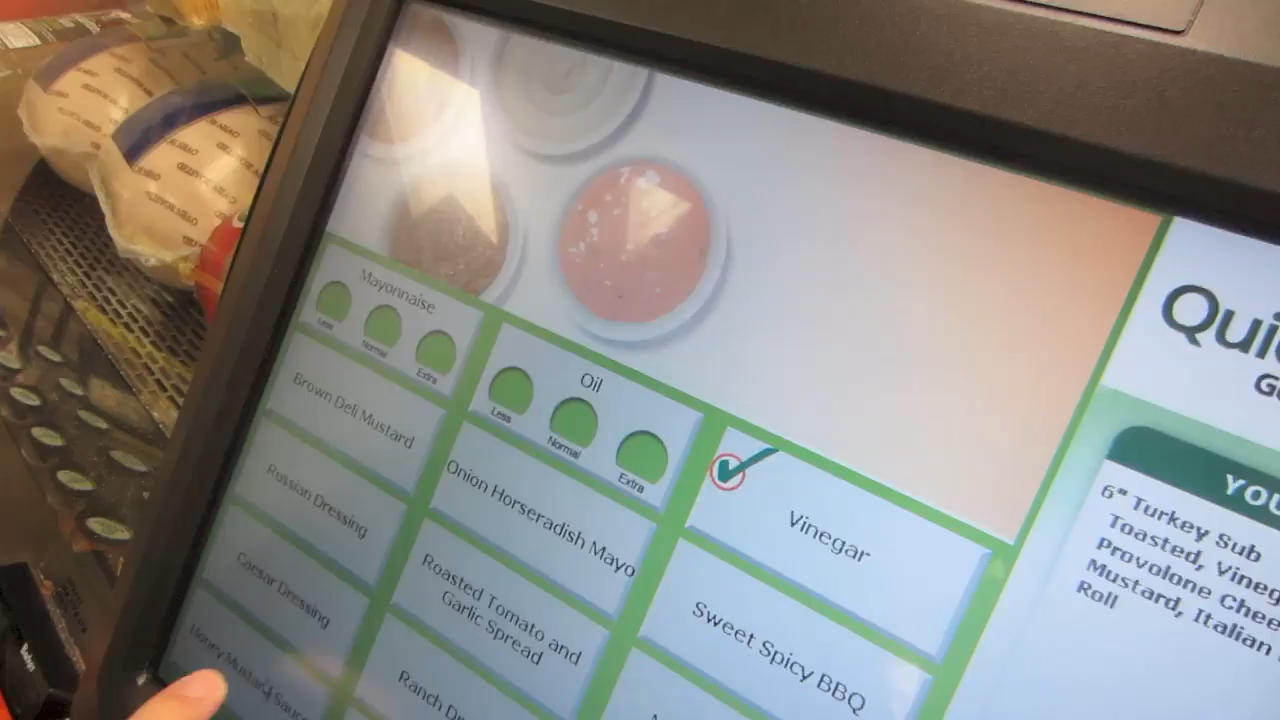 Mayonnaise
Less
Normal
Extra
Oil
Less
Normal
Extra
Vinegar
Brown Deli Mustard
Onion Horseradish Mayo
Sweet Spicy BBQ
Russian Dressing
Roasted Tomato and
Garlic Spread
Caesar Dressing
Ranch
Honey Mustard Sauce
6" Turkey Sub
Toasted, Vineg
Provolone Chee
Mustard, Italian
Roll